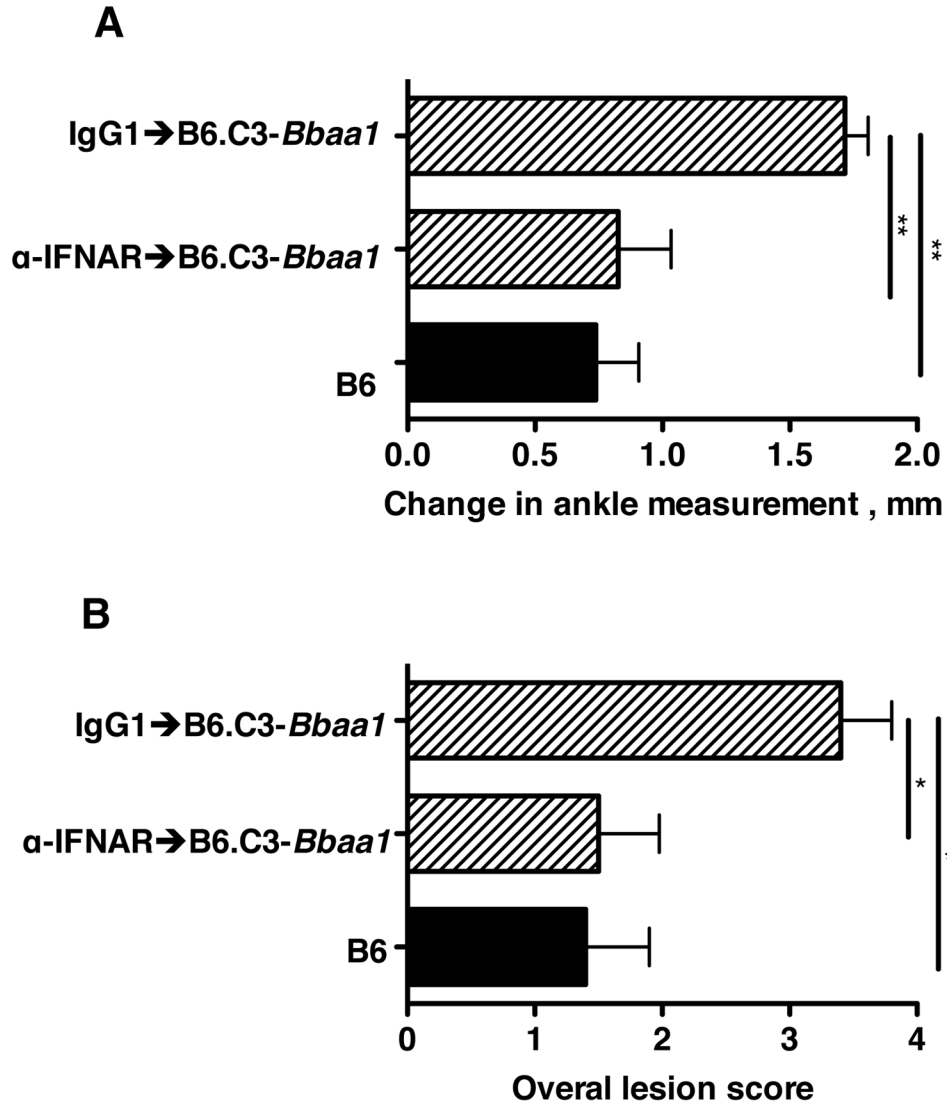 A
IgG1➔B6.C3-Bbaa1
**
α-IFNAR➔B6.C3-Bbaa1
**
B6
0.0 0.5 1.0 1.5 2.0
Change in ankle measurement , mm
B
IgG1➔B6.C3-Bbaa1
*
α-IFNAR➔B6.C3-Bbaa1
B6
0 1 2 3 4
Overal lesion score